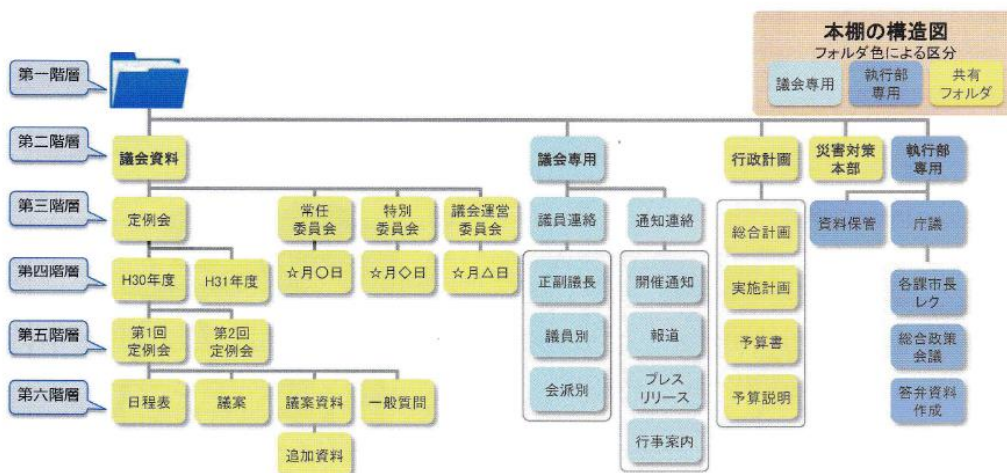 本棚の構造図
フォルダ色による区分
議会専用
執行部
専用
共有
フォルダ
第一階層
第二階層
議会資料
議会専用
行政計画
災害対策
本部
執行部
専用
第三階層
定例会
常任
委員会
特別
委員会
議会運営
委員会
議員連絡
通知連絡
総合計画
資料保管
庁議
第四階層
H30年度
H31年度
☆月〇日
☆月◇日
☆月△日
正副議長
開催通知
実施計画
各課市長
レク
第五階層
第1回
定例会
第2回
定例会
議員別
報道
予算書
総合政策
会議
第六階層
日程表
議案
議案資料
一般質問
会派別
プレス
リリース
予算説明
答弁資料
作成
追加資料
行事案内